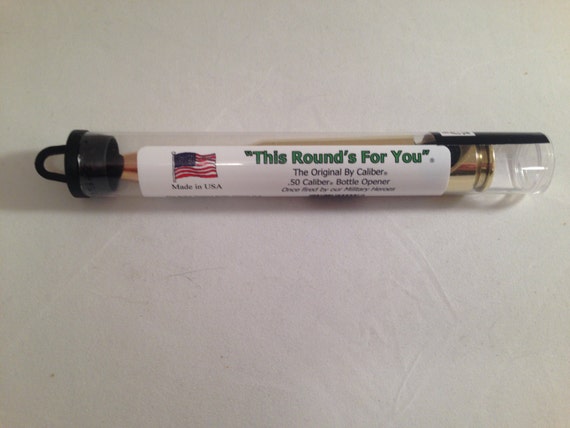 "This Round's For You"®
The Original By Caliber®
.50 Caliber® Bottle Opener
Once fired by our Military Heroes
Made in USA